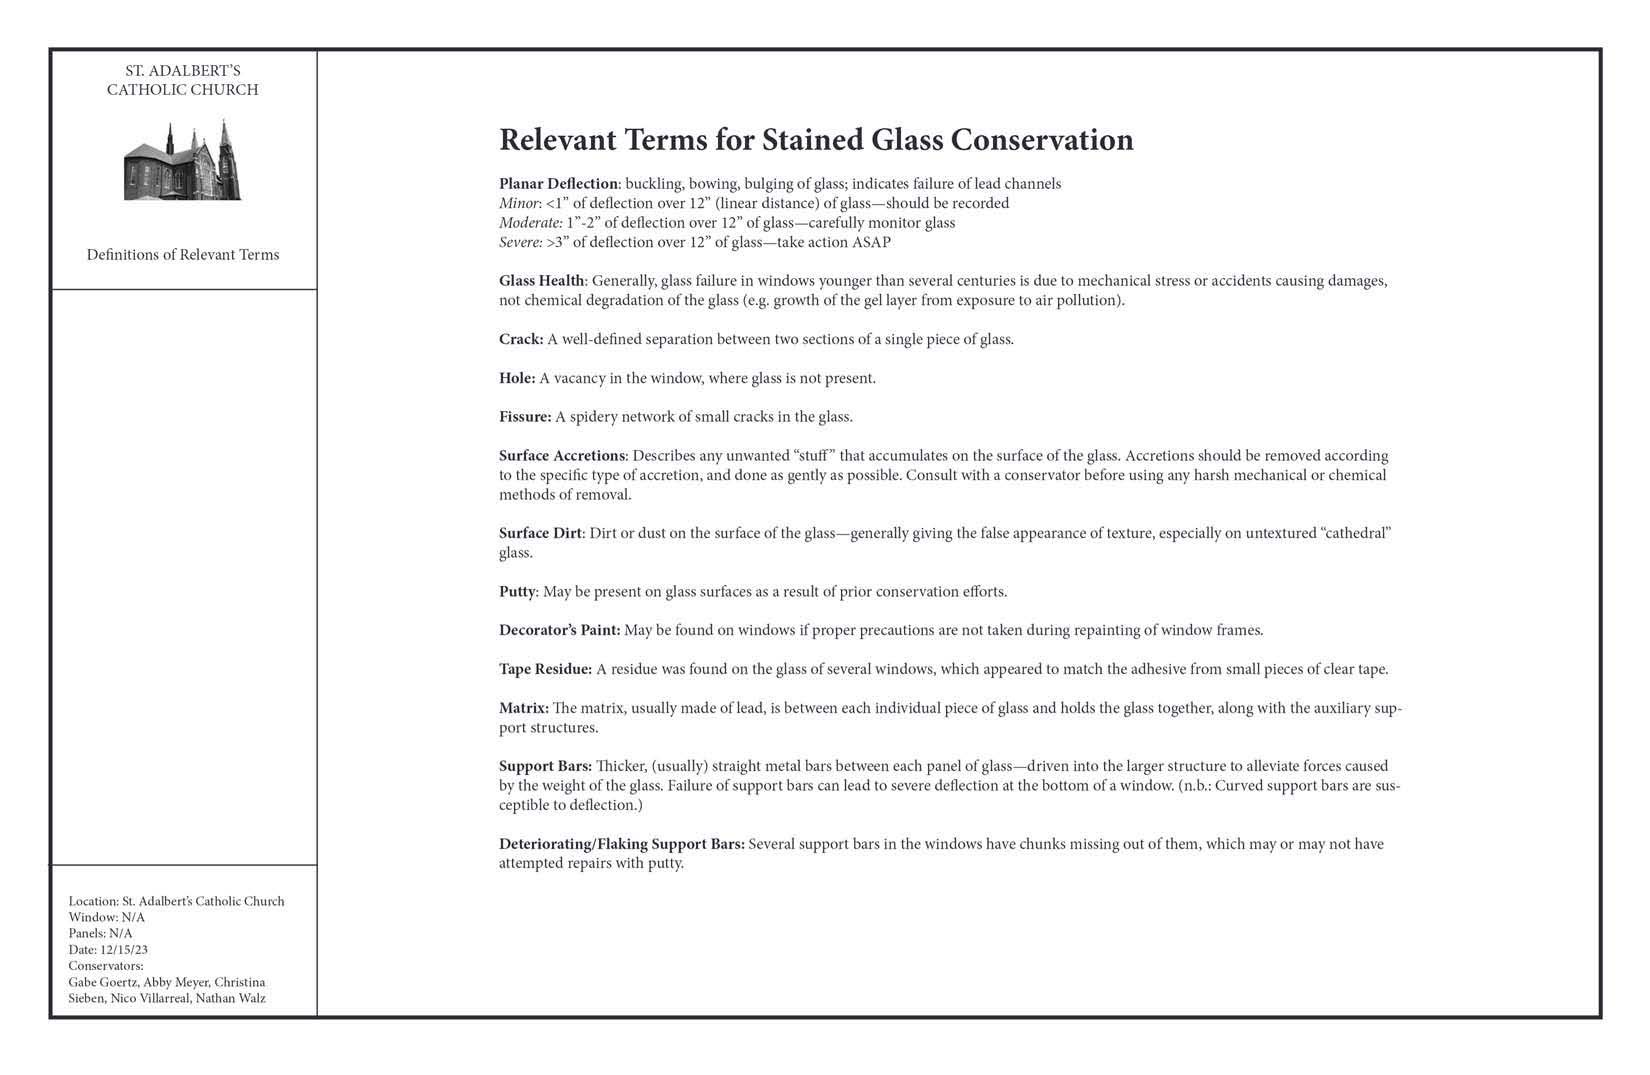 ST. ADALBERT’S
CATHOLIC CHURCH
Definitions of Relevant Terms
Relevant Terms for Stained Glass Conservation
Planar Deflection: buckling, bowing, bulging of glass; indicates failure of lead channels
Minor: <1” of deflection over 12” (linear distance) of glass—should be recorded
Moderate: 1”-2” of deflection over 12” of glass—carefully monitor glass
Severe: >3” of deflection over 12” of glass—take action ASAP
Glass Health: Generally, glass failure in windows younger than several centuries is due to mechanical stress or accidents causing damages,
not chemical degradation of the glass (e.g. growth of the gel layer from exposure to air pollution).
Crack: A well-defined separation between two sections of a single piece of glass.
Hole: A vacancy in the window, where glass is not present.
Fissure: A spidery network of small cracks in the glass.
Surface Accretions: Describes any unwanted “stuff” that accumulates on the surface of the glass. Accretions should be removed according
to the specific type of accretion, and done as gently as possible. Consult with a conservator before using any harsh mechanical or chemical
methods of removal.
Surface Dirt: Dirt or dust on the surface of the glass—generally giving the false appearance of texture, especially on untextured “cathedral”
glass.
Putty: May be present on glass surfaces as a result of prior conservation efforts.
Decorator’s Paint: May be found on windows if proper precautions are not taken during repainting of window frames.
Tape Residue: A residue was found on the glass of several windows, which appeared to match the adhesive from small pieces of clear tape.
Matrix: The matrix, usually made of lead, is between each individual piece of glass and holds the glass together, along with the auxiliary sup-
port structures.
Support Bars: Thicker, (usually) straight metal bars between each panel of glass—driven into the larger structure to alleviate forces caused
by the weight of the glass. Failure of support bars can lead to severe deflection at the bottom of a window. (n.b.: Curved support bars are sus-
ceptible to deflection.)
Deteriorating/Flaking Support Bars: Several support bars in the windows have chunks missing out of them, which may or may not have
attempted repairs with putty.
Location: St. Adalbert’s Catholic Church
Window: N/A
Panels: N/A
Date: 12/15/23
Conservators:
Gabe Goertz, Abby Meyer, Christina
Sieben, Nico Villarreal, Nathan Walz